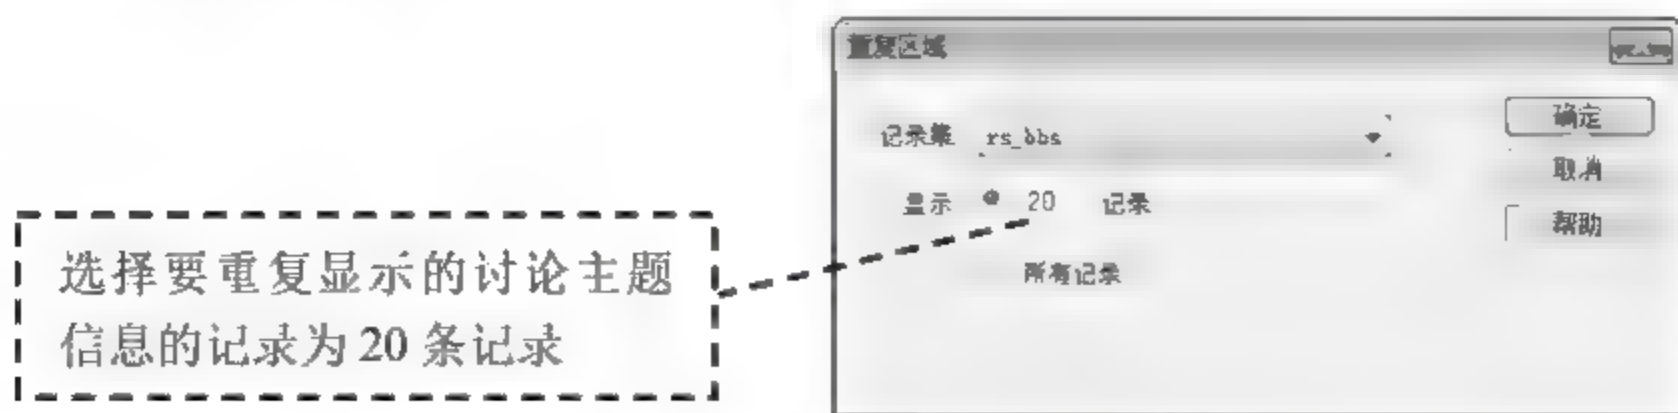 重复区域
记录集 rs_bbs
确定
取消
显示 20 记录
帮助
所有记录
选择要重复显示的讨论主题
信息的记录为 20 条记录